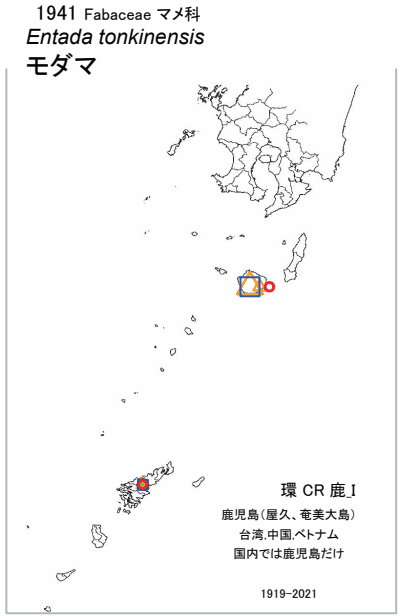 1941 Fabaceae マメ科
Entada tonkinensis
モダマ
環 CR 鹿_I
鹿児島(屋久、奄美大島)
台湾,中国,ベトナム
国内では鹿児島だけ
1919-2021